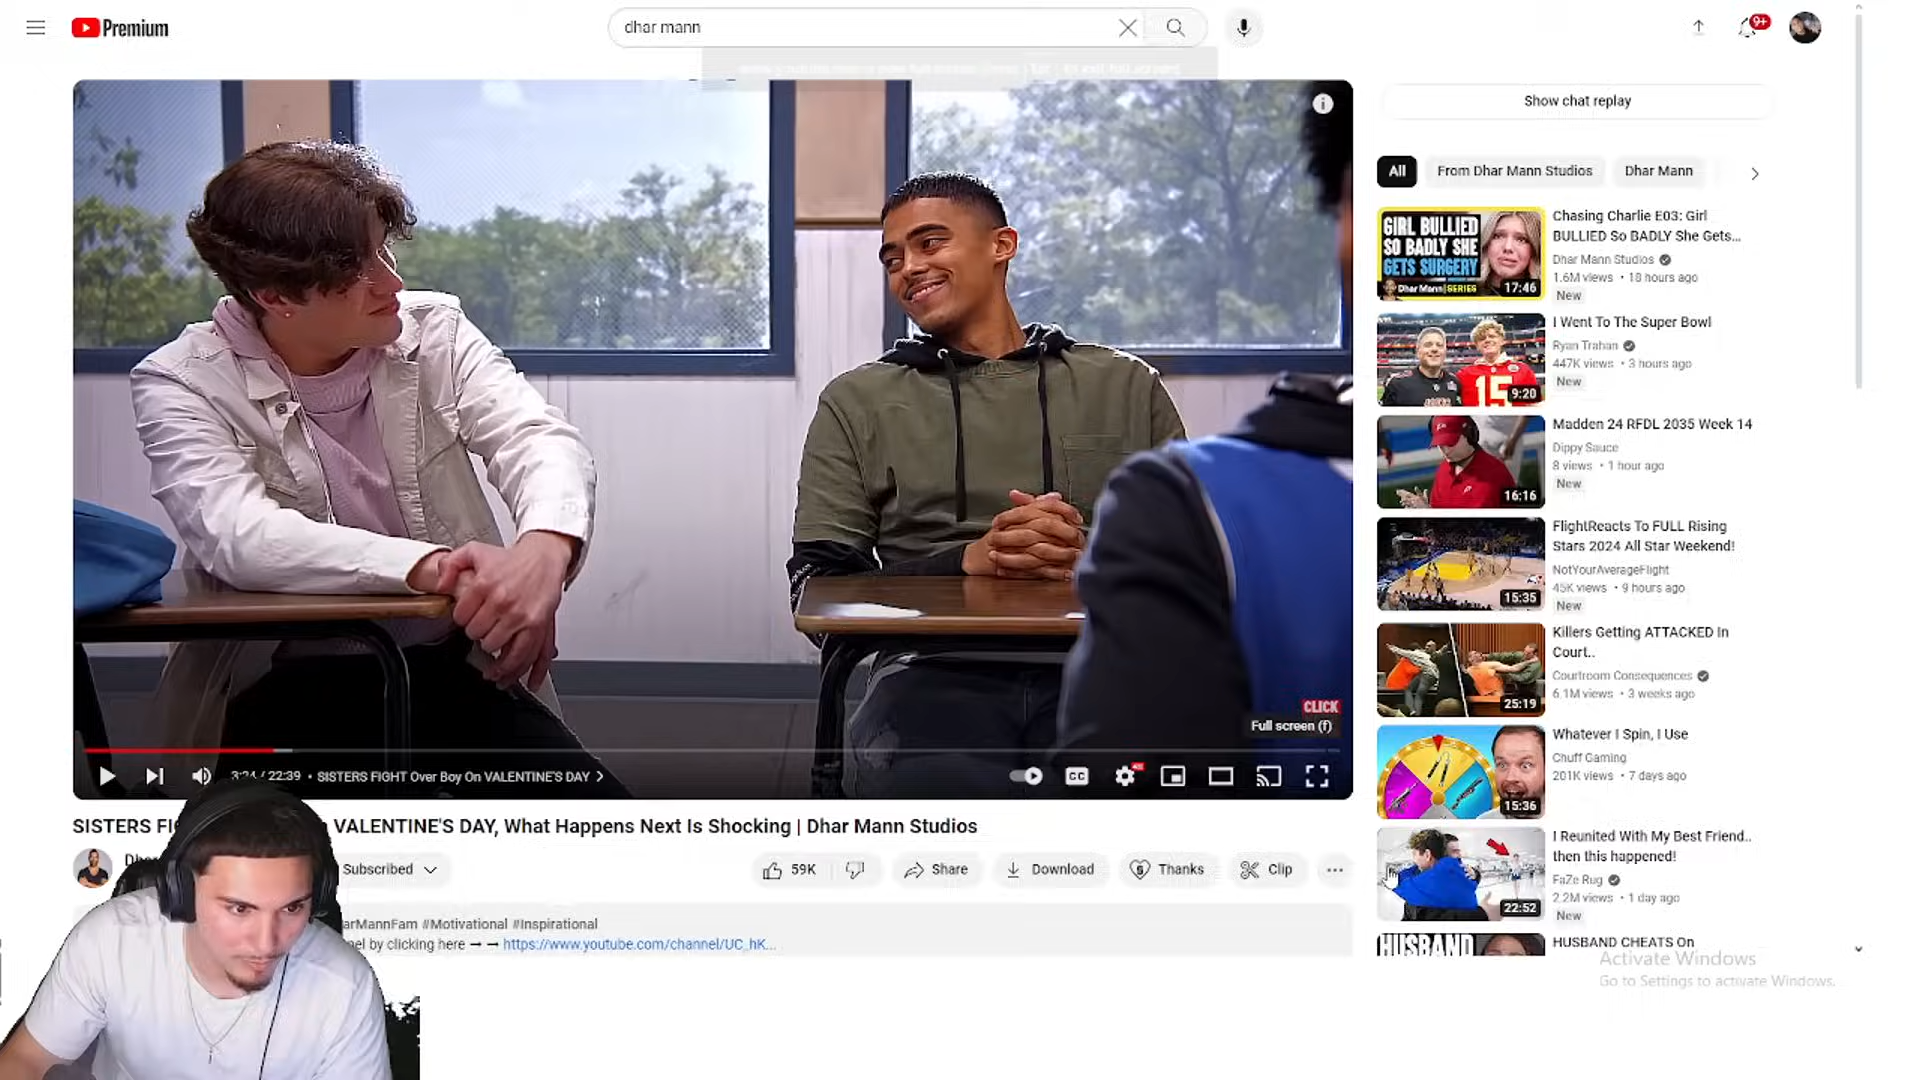 Premium
dhar mann
9+
Show chat replay
All
From Dhar Mann Studios
Dhar Mann
CLICK
Full screen (f)
3:24 / 22:39 • SISTERS FIGHT Over Boy On VALENTINE'S DAY
CC
SISTERS FI
VALENTINE'S DAY, What Happens Next Is Shocking | Dhar Mann Studios
Subscribed
59K
Share
Download
Thanks
Clip
arMannFam #Motivational #Inspirational
nel by clicking here → → https://www.youtube.com/channel/UC_hK...
GIRL BULLIED
SO BADLY SHE
GETS SURGERY
Dhar Mann | SERIES
17:46
Chasing Charlie E03: Girl
BULLIED So BADLY She Gets...
Dhar Mann Studios
1.6M views • 18 hours ago
New
15
9:20
I Went To The Super Bowl
Ryan Trahan
447K views • 3 hours ago
New
16:16
Madden 24 RFDL 2035 Week 14
Dippy Sauce
8 views • 1 hour ago
New
15:35
FlightReacts To FULL Rising
Stars 2024 All Star Weekend!
NotYourAverageFlight
45K views • 9 hours ago
New
25:19
Killers Getting ATTACKED In
Court..
Courtroom Consequences
6.1M views • 3 weeks ago
15:36
Whatever I Spin, I Use
Chuff Gaming
201K views • 7 days ago
22:52
I Reunited With My Best Friend..
then this happened!
FaZe Rug
2.2M views • 1 day ago
New
HUSBAND
HUSBAND CHEATS On
Activate Windows
Go to Settings to activate Windows.